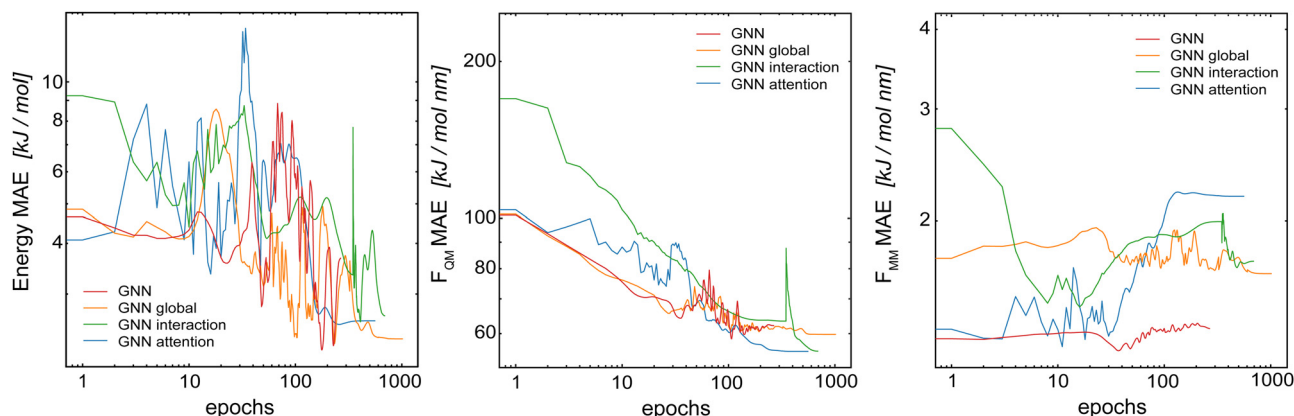 Energy MAE [kJ / mol]
10
8
6
4
GNN
GNN global
GNN interaction
GNN attention
1
10
100
1000
epochs
F_QM MAE [kJ / mol nm]
200
100
80
60
GNN
GNN global
GNN interaction
GNN attention
1
10
100
1000
epochs
F_MM MAE [kJ / mol nm]
4
3
2
GNN
GNN global
GNN interaction
GNN attention
1
10
100
1000
epochs